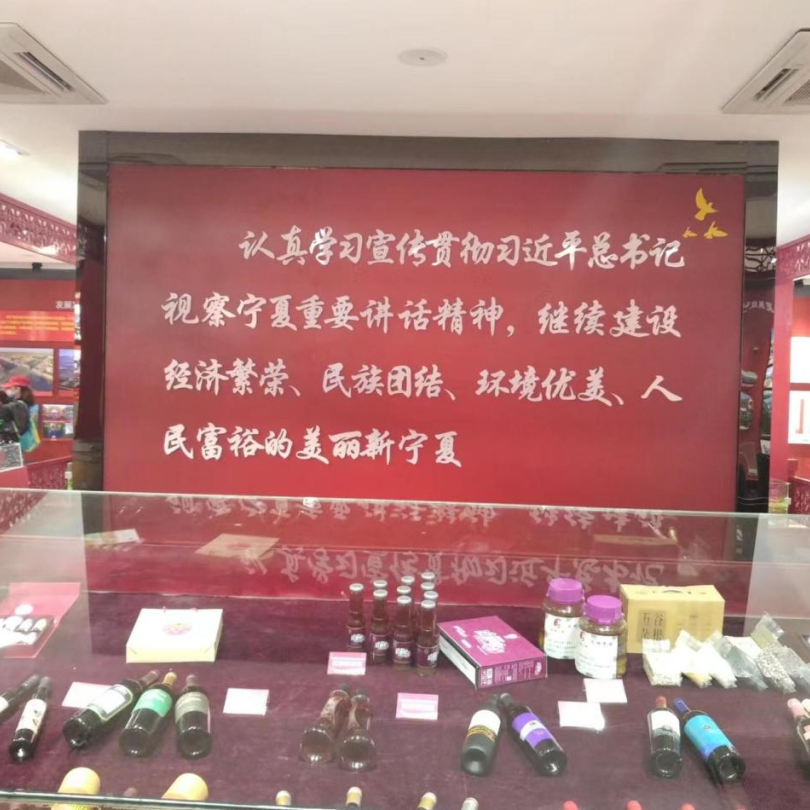 认真学习宣传贯彻习近平总书记
视察宁夏重要讲话精神，继续建设
经济繁荣、民族团结、环境优美、人
民富裕的美丽新宁夏
五谷